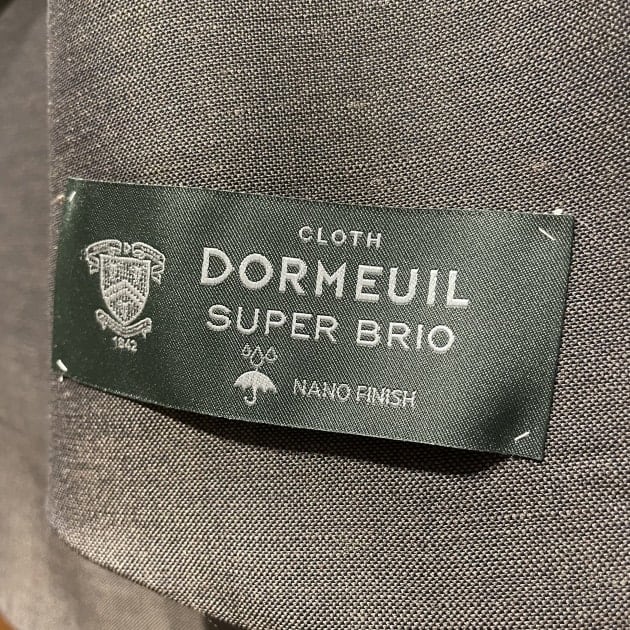 CLOTH
DORMEUIL
SUPER BRIO
1842
NANO FINISH